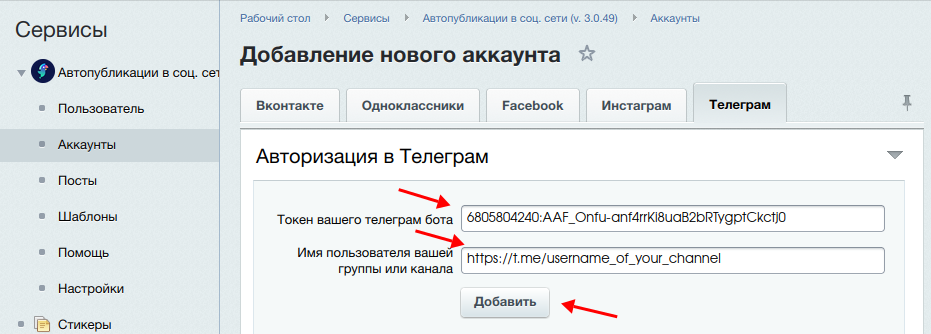 Сервисы
Автопубликации в соц. сет
Пользователь
Аккаунты
Посты
Шаблоны
Помощь
Настройки
Стикеры
Рабочий стол Сервисы Автопубликации в соц. сети (v. 3.0.49) Аккаунты
Добавление нового аккаунта
Вконтакте Одноклассники Facebook Инстаграм Телеграм
Авторизация в Телеграм
Токен вашего телеграм бота 6805804240:AAF_Onfu-anf4rrKi8uaB2bRTygptCkctJ0
Имя пользователя вашей
группы или канала https://t.me/username_of_your_channel
Добавить